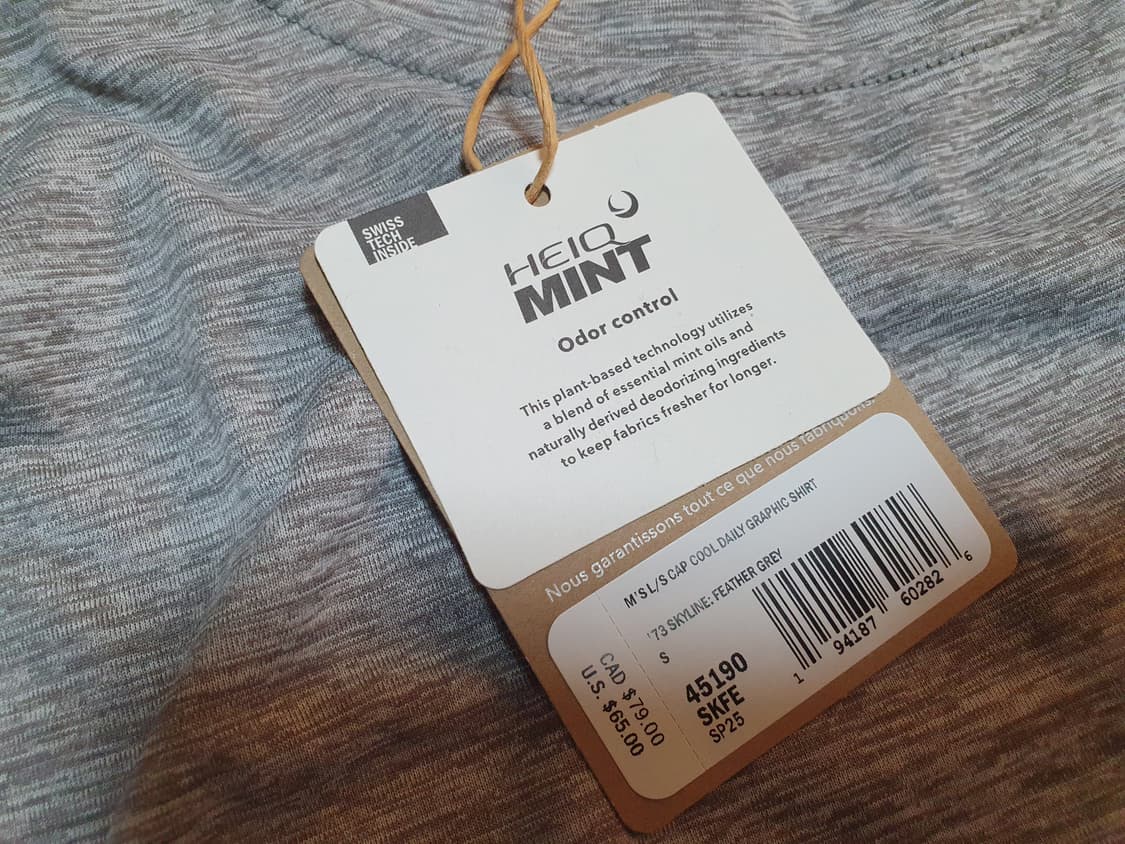 SWISS
TECH
INSIDE
HEIQ
MINT
Odor control
This plant-based technology utilizes
a blend of essential mint oils and
naturally derived deodorizing ingredients
to keep fabrics fresher for longer.
Nous garantissons tout ce que nous fabriquons.
M'S L/S CAP COOL DAILY GRAPHIC SHIRT
'73 SKYLINE: FEATHER GREY
S
45190
SKFE
SP25
CAD $79.00
U.S. $65.00
1 94187 60282 6